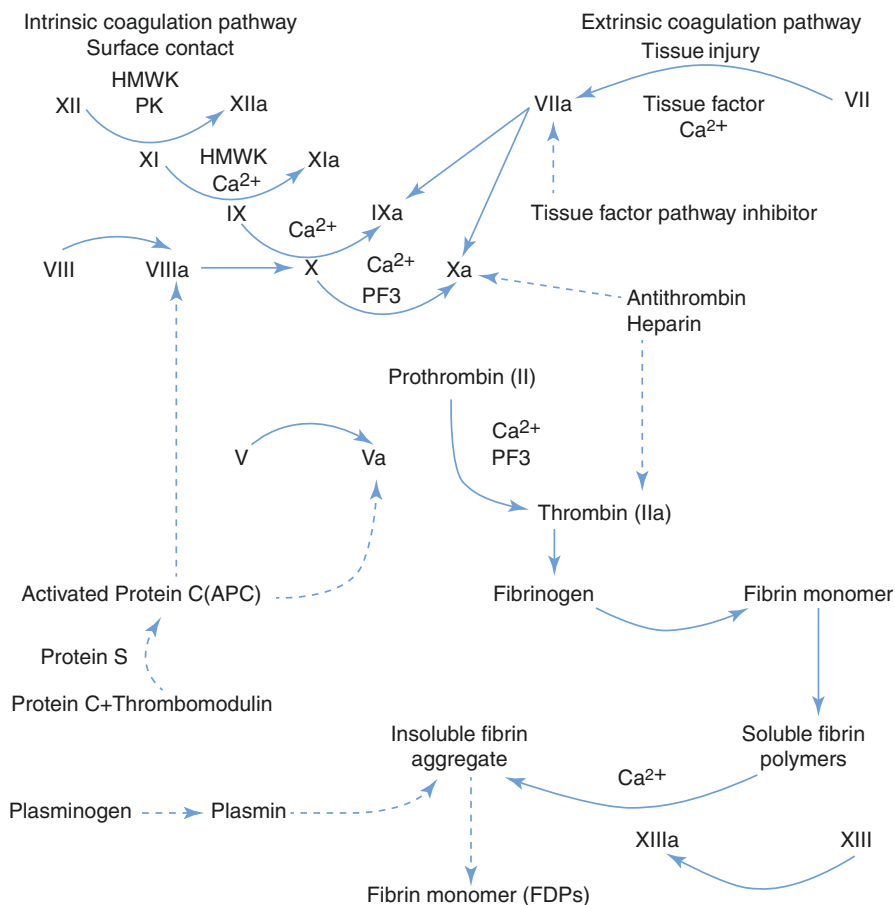 Intrinsic coagulation pathway
Surface contact
Extrinsic coagulation pathway
Tissue injury
HMWK
PK
XII
XIIa
VIIa
VII
Tissue factor
Ca2+
XI
HMWK
Ca2+
XIa
IX
Ca2+
IXa
Tissue factor pathway inhibitor
VIII
VIIIa
X
Ca2+
PF3
Xa
Antithrombin
Heparin
Prothrombin (II)
Ca2+
PF3
V
Va
Thrombin (IIa)
Activated Protein C(APC)
Fibrinogen
Fibrin monomer
Protein S
Protein C+Thrombomodulin
Insoluble fibrin
aggregate
Soluble fibrin
polymers
Ca2+
Plasminogen
Plasmin
XIIIa
XIII
Fibrin monomer (FDPs)